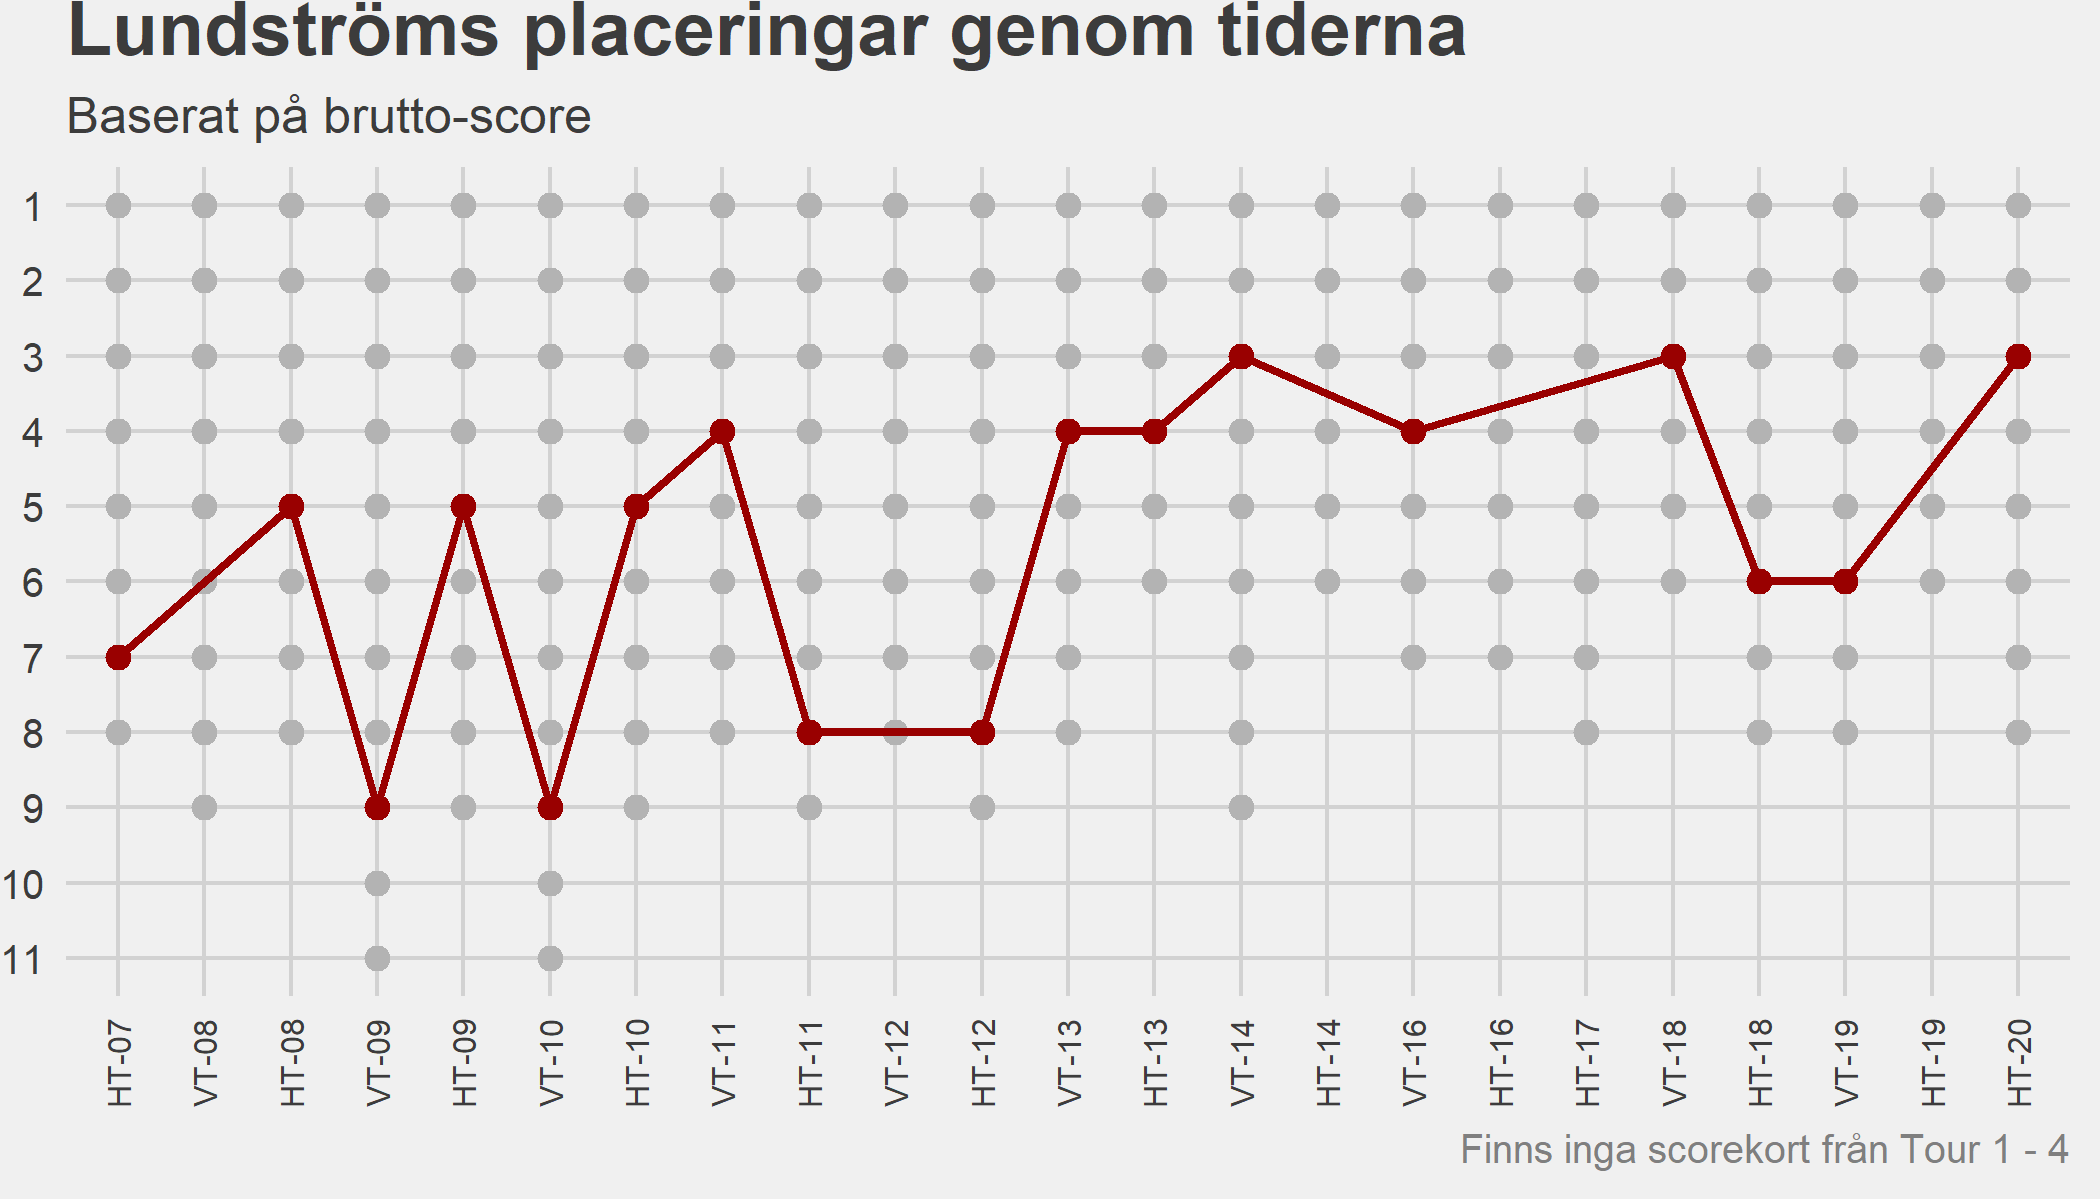 Lundströms placeringar genom tiderna
Baserat på brutto-score
1
2
3
4
5
6
7
8
9
10
11
HT-07
VT-08
HT-08
VT-09
HT-09
VT-10
HT-10
VT-11
HT-11
VT-12
HT-12
VT-13
HT-13
VT-14
HT-14
VT-16
HT-16
HT-17
VT-18
HT-18
VT-19
HT-19
HT-20
Finns inga scorekort från Tour 1 - 4